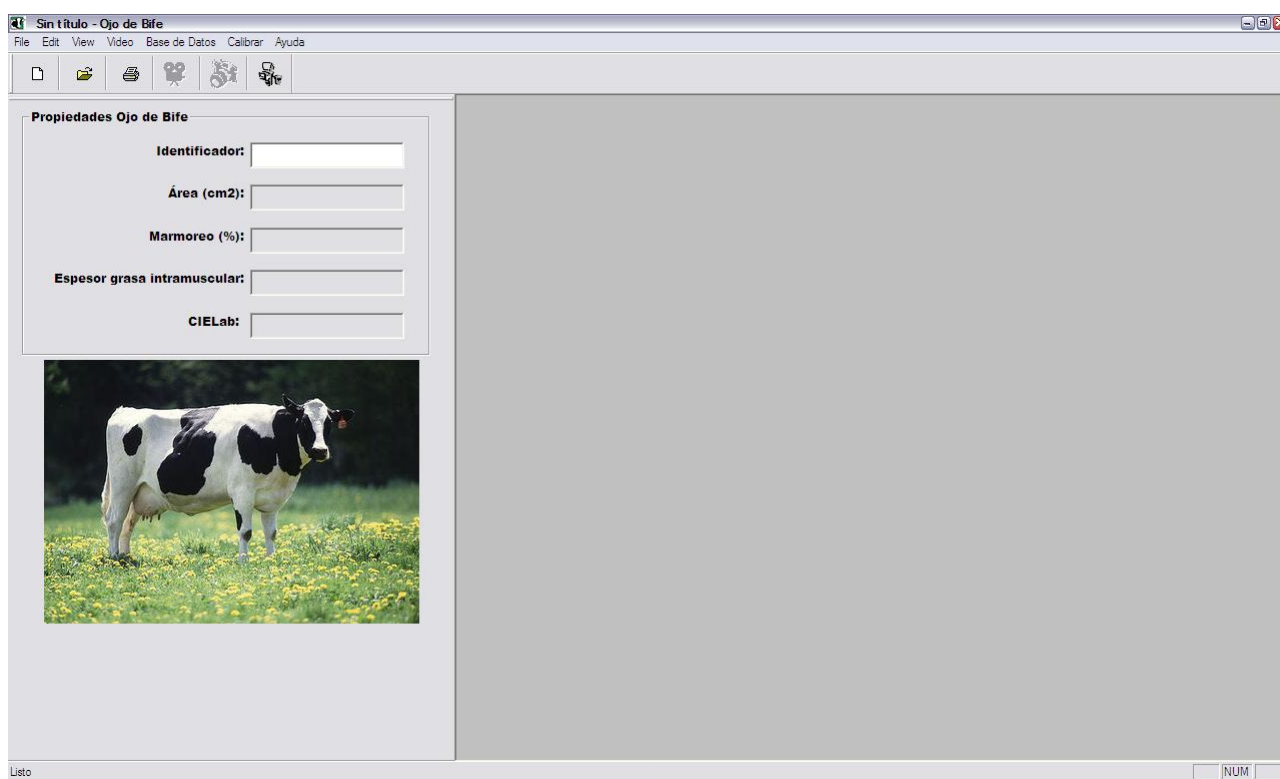 Sin título - Ojo de Bife
File Edit View Video Base de Datos Calibrar Ayuda
Propiedades Ojo de Bife
Identificador:
Área (cm2):
Marmoreo (%):
Espesor grasa intramuscular:
CIELab:
Listo
NUM